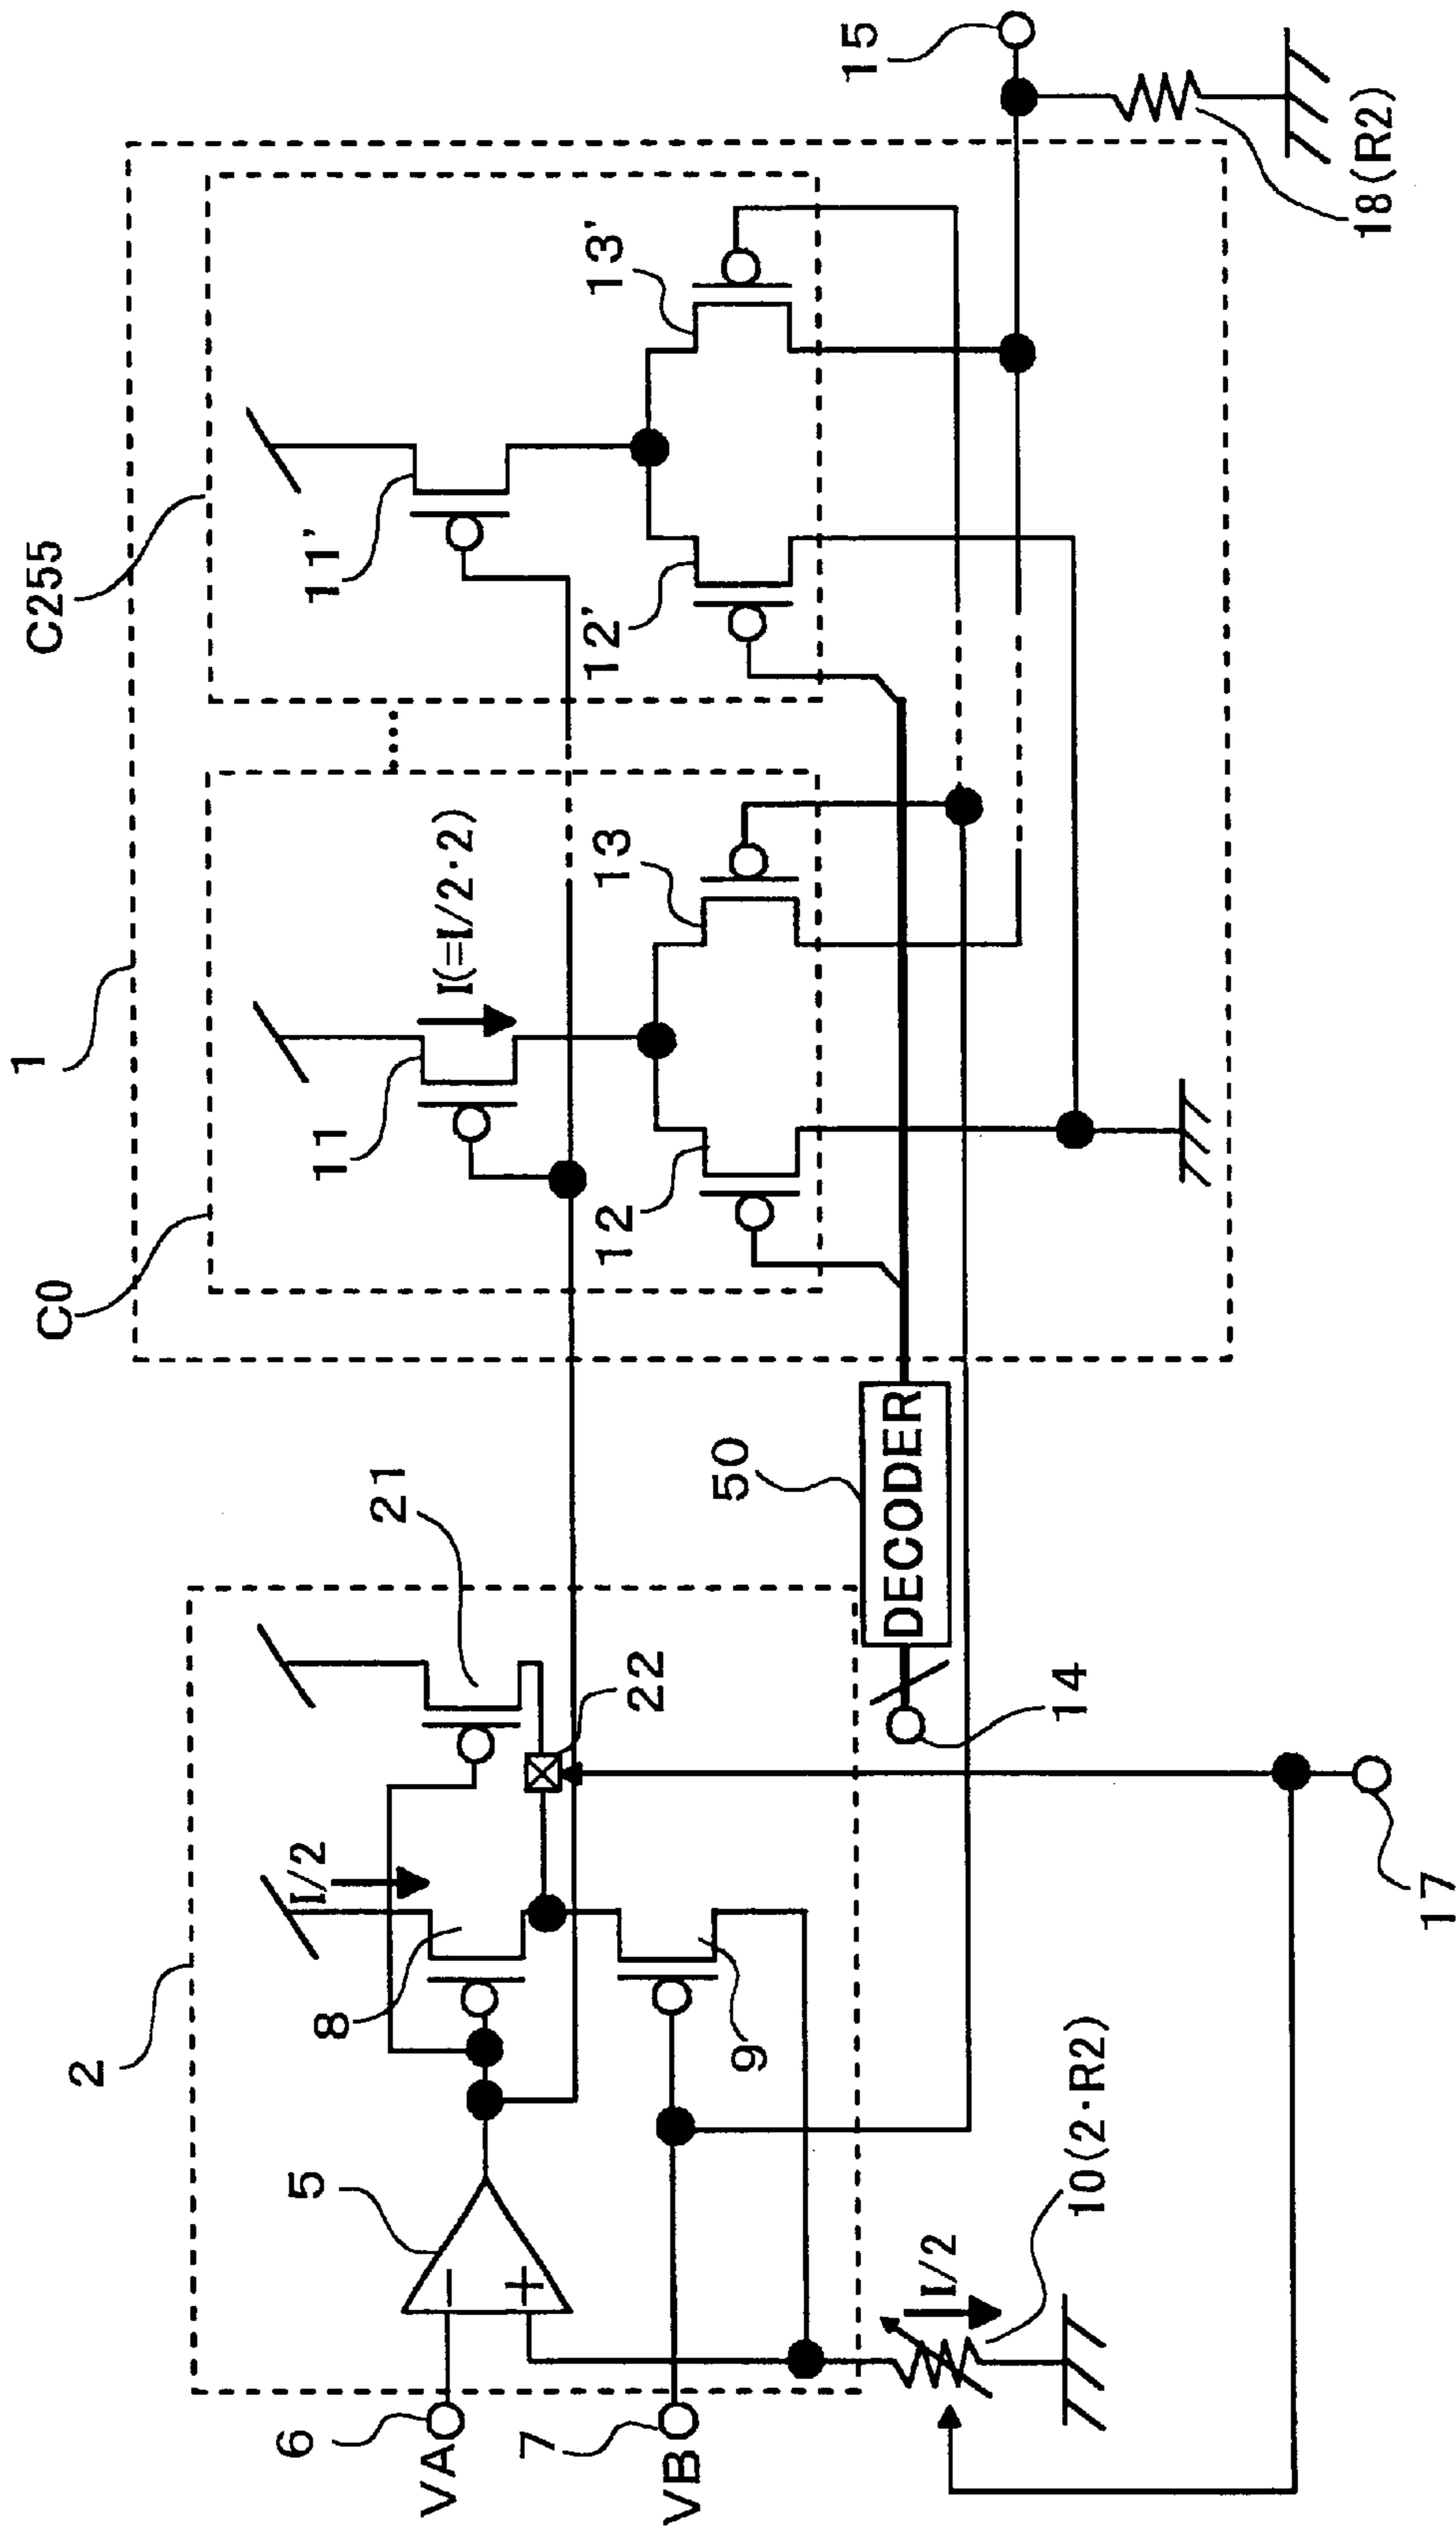 1
C0
C255
11
I(=I/2·2)
11'
12
13
12'
13'
15
18(R2)
2
5
8
I/2
21
22
9
6
VA
7
VB
50
DECODER
14
10(2·R2)
I/2
17